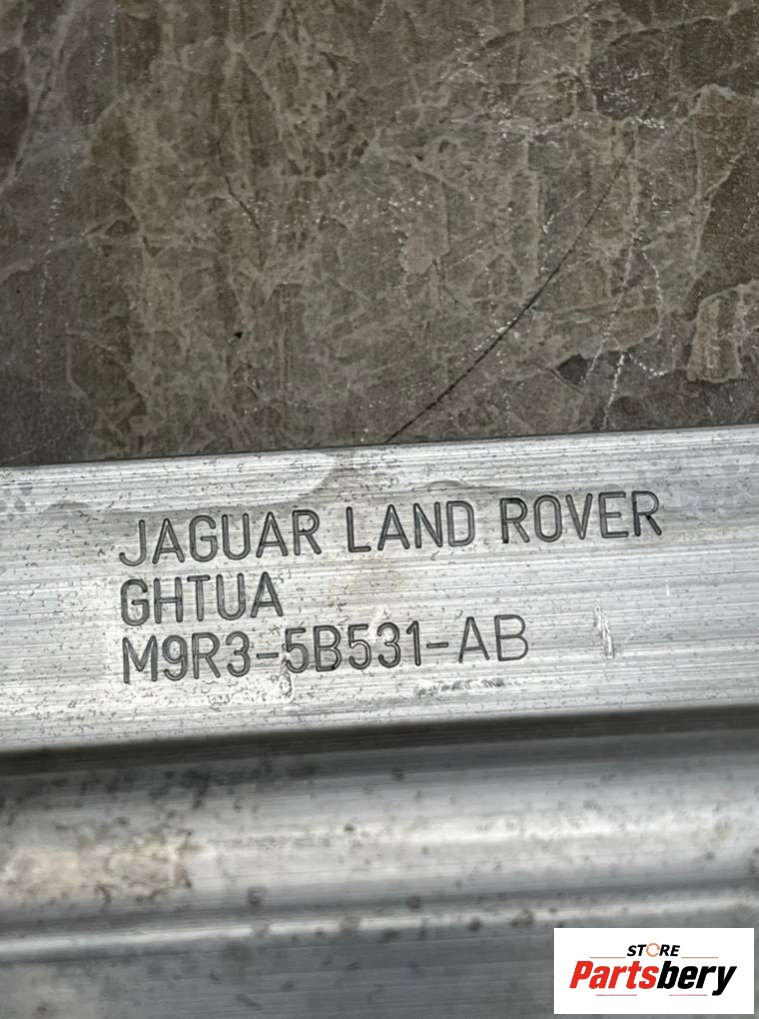 JAGUAR LAND ROVER
GHTUA
M9R3-5B531-AB
STORE
Partsbery